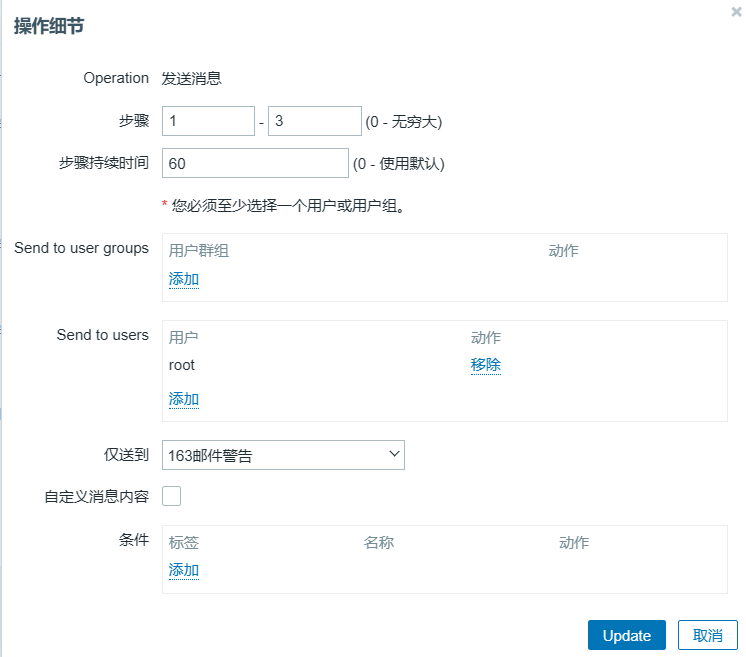 操作细节
Operation 发送消息
步骤 1 - 3 (0 - 无穷大)
步骤持续时间 60 (0 - 使用默认)
* 您必须至少选择一个用户或用户组。
Send to user groups 用户群组 动作
添加
Send to users 用户 动作
root 移除
添加
仅送到 163邮件警告
自定义消息内容
条件 标签 名称 动作
添加
Update 取消